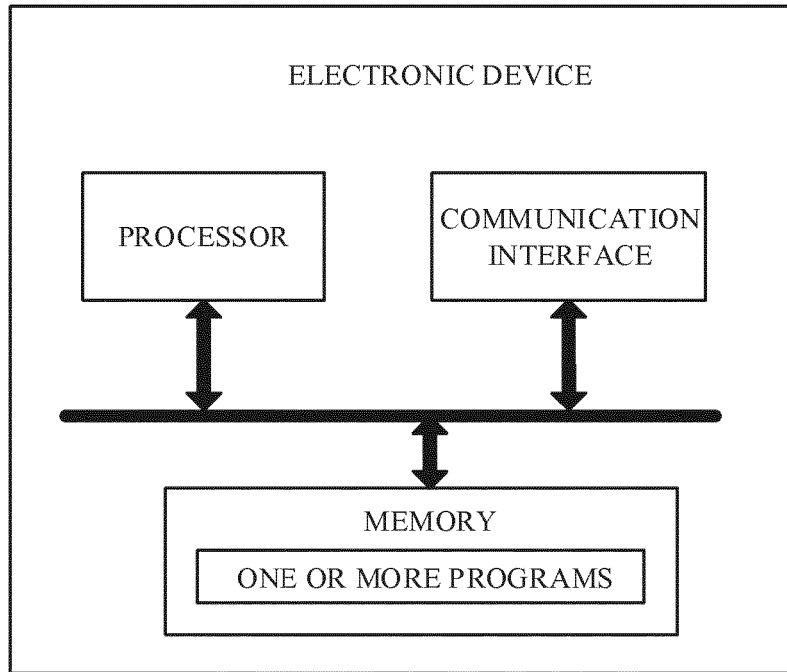 ELECTRONIC DEVICE
PROCESSOR
COMMUNICATION
INTERFACE
MEMORY
ONE OR MORE PROGRAMS